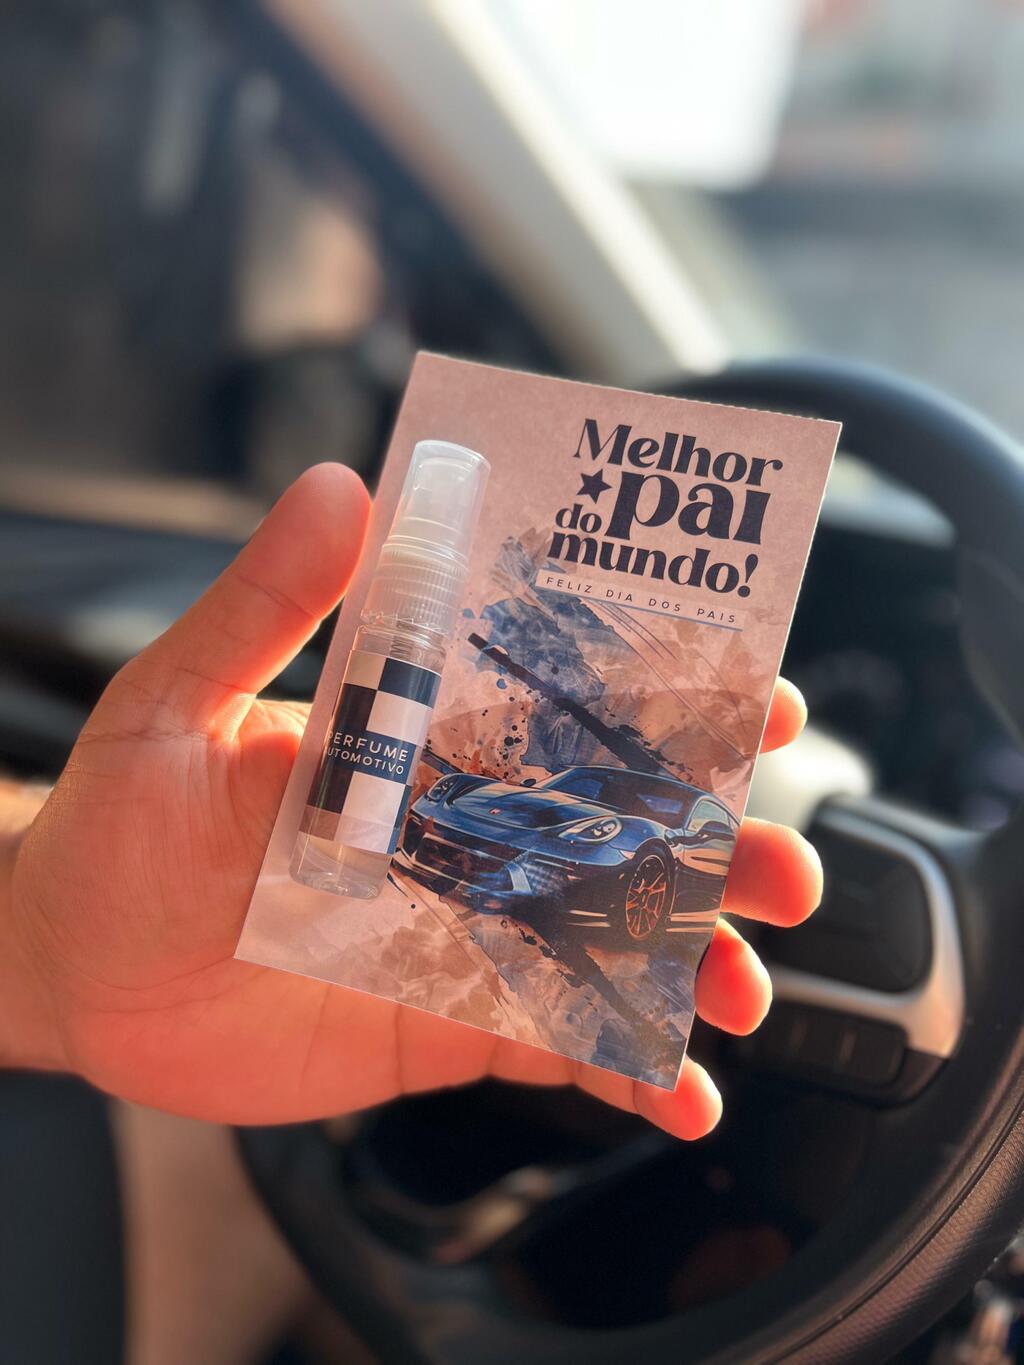 Melhor
pai
do
mundo!
FELIZ DIA DOS PAIS
PERFUME
AUTOMOTIVO